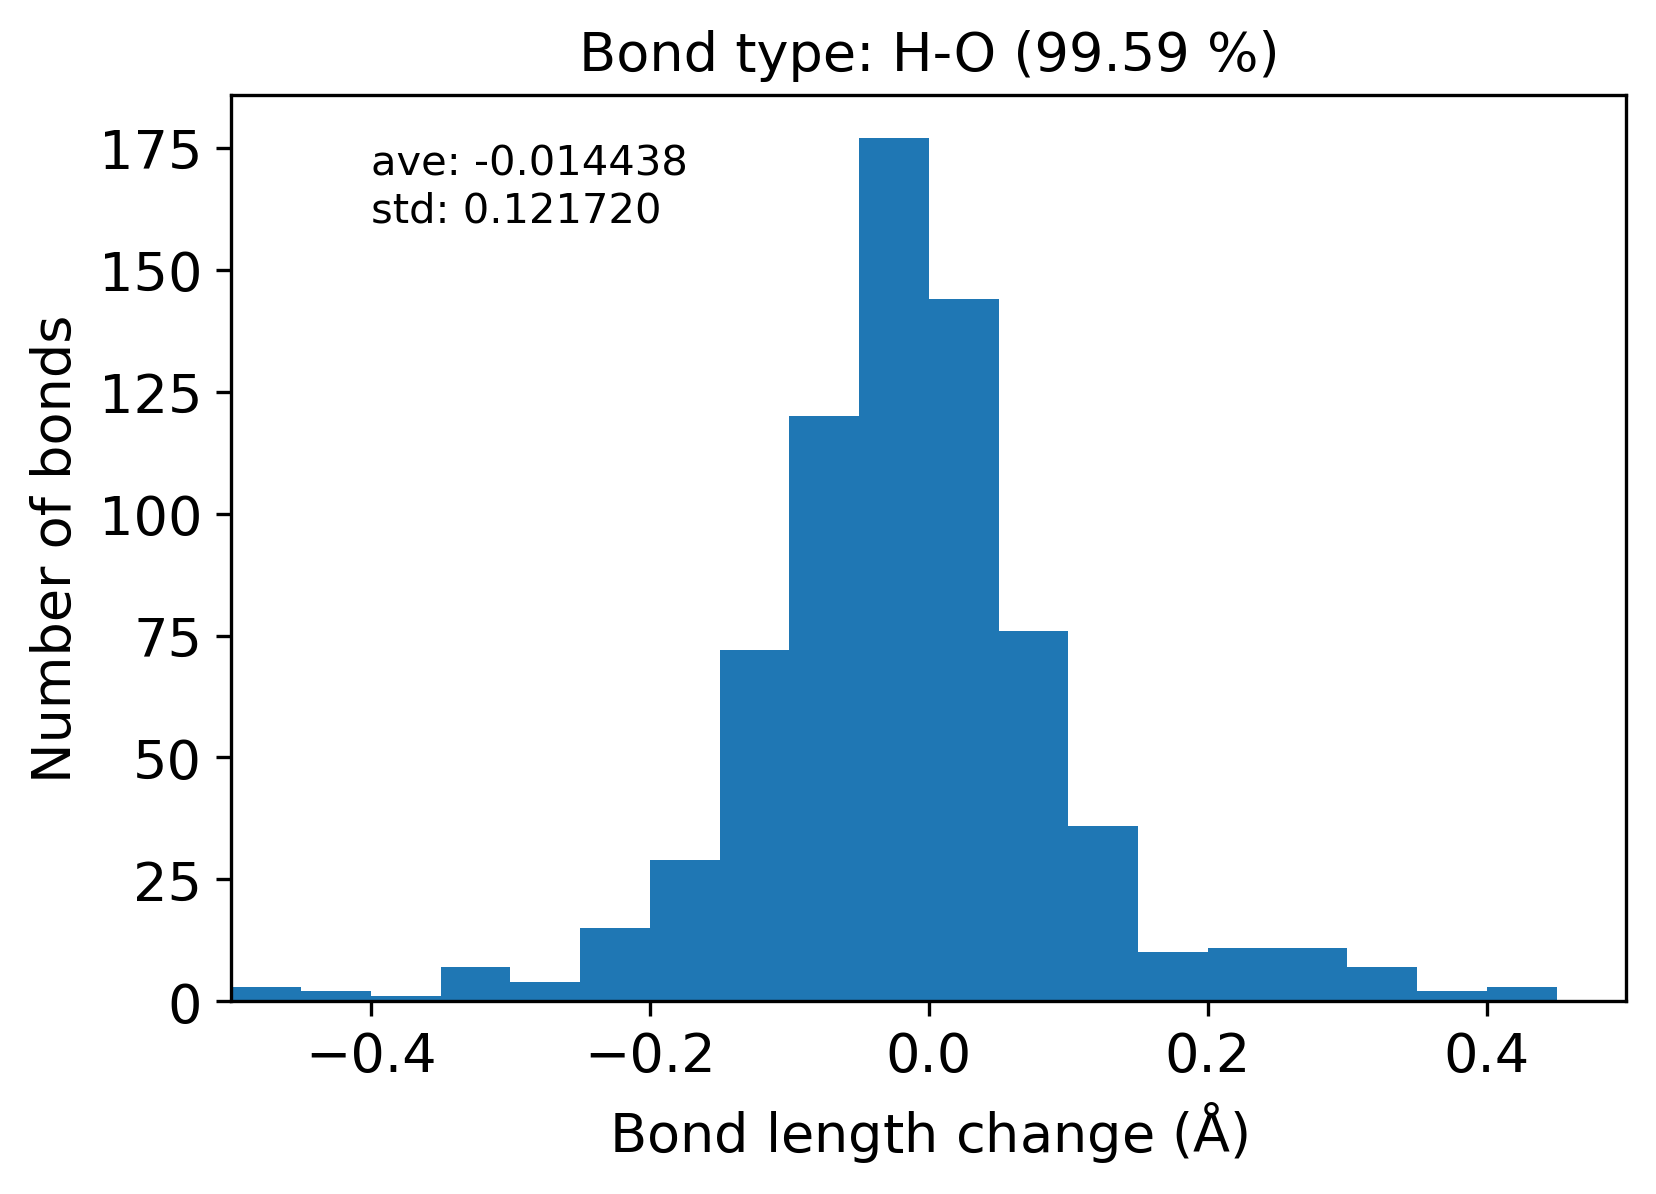 Bond type: H-O (99.59 %)
ave: -0.014438
std: 0.121720
Number of bonds
175
150
125
100
75
50
25
0
−0.4
−0.2
0.0
0.2
0.4
Bond length change (Å)